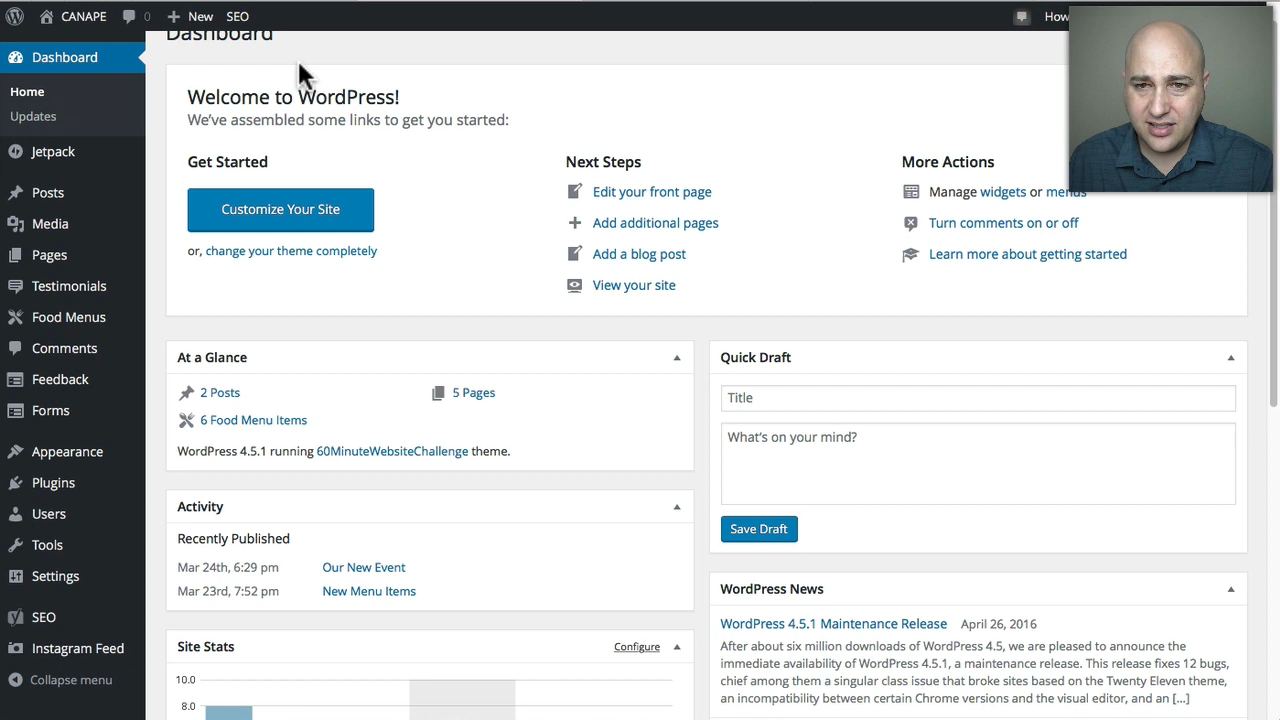 CANAPE 0 New SEO
How
Dashboard
Home
Updates
Jetpack
Posts
Media
Pages
Testimonials
Food Menus
Comments
Feedback
Forms
Appearance
Plugins
Users
Tools
Settings
SEO
Instagram Feed
Collapse menu
Dashboard
Welcome to WordPress!
We've assembled some links to get you started:
Get Started
Customize Your Site
or, change your theme completely
Next Steps
Edit your front page
Add additional pages
Add a blog post
View your site
More Actions
Manage widgets or menus
Turn comments on or off
Learn more about getting started
At a Glance
2 Posts
5 Pages
6 Food Menu Items
WordPress 4.5.1 running 60MinuteWebsiteChallenge theme.
Activity
Recently Published
Mar 24th, 6:29 pm Our New Event
Mar 23rd, 7:52 pm New Menu Items
Site Stats
Configure
10.0
8.0
Quick Draft
Title
What's on your mind?
Save Draft
WordPress News
WordPress 4.5.1 Maintenance Release April 26, 2016
After about six million downloads of WordPress 4.5, we are pleased to announce the
immediate availability of WordPress 4.5.1, a maintenance release. This release fixes 12 bugs,
chief among them a singular class issue that broke sites based on the Twenty Eleven theme,
an incompatibility between certain Chrome versions and the visual editor, and an [...]